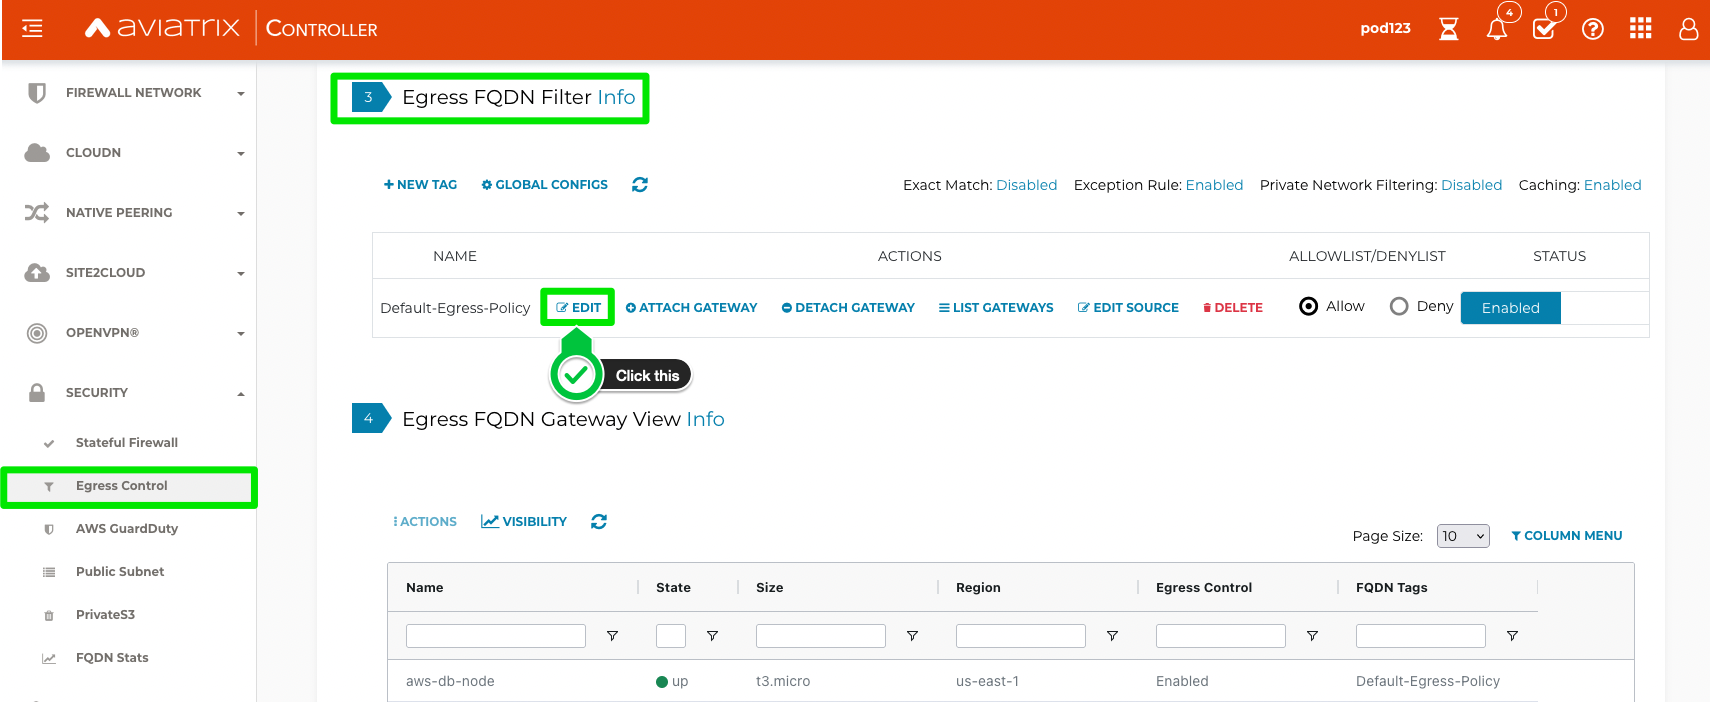 aviatrix CONTROLLER
pod123
4
1
FIREWALL NETWORK
CLOUDN
NATIVE PEERING
SITE2CLOUD
OPENVPN®
SECURITY
Stateful Firewall
Egress Control
AWS GuardDuty
Public Subnet
PrivateS3
FQDN Stats
3 Egress FQDN Filter Info
NEW TAG GLOBAL CONFIGS
Exact Match: Disabled Exception Rule: Enabled Private Network Filtering: Disabled Caching: Enabled
NAME ACTIONS ALLOWLIST/DENYLIST STATUS
Default-Egress-Policy EDIT ATTACH GATEWAY DETACH GATEWAY LIST GATEWAYS EDIT SOURCE DELETE Allow Deny Enabled
Click this
4 Egress FQDN Gateway View Info
ACTIONS VISIBILITY
Page Size: 10 COLUMN MENU
Name State Size Region Egress Control FQDN Tags
aws-db-node up t3.micro us-east-1 Enabled Default-Egress-Policy